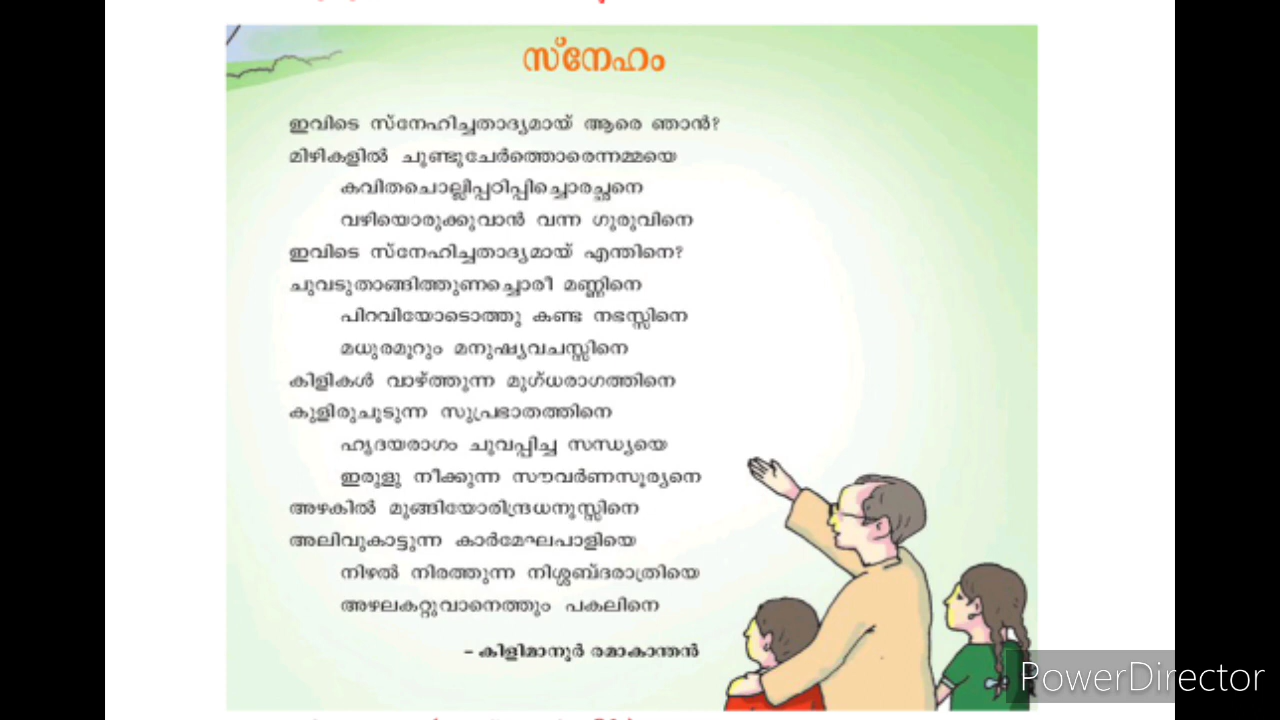 സ്നേഹം
ഇവിടെ സ്നേഹിച്ചതാദ്യമായ് ആരെ ഞാൻ?
മിഴികളിൽ ചുണ്ടുചേർത്തൊരെന്നമ്മയെ
കവിതചൊല്ലിപ്പഠിപ്പിച്ചൊരച്ഛനെ
വഴിയൊരുക്കുവാൻ വന്ന ഗുരുവിനെ
ഇവിടെ സ്നേഹിച്ചതാദ്യമായ് എന്തിനെ?
ചുവടുതാങ്ങിത്തുണച്ചൊരീ മണ്ണിനെ
പിറവിയോടൊത്തു കണ്ട നഭസ്സിനെ
മധുരമൂറും മനുഷ്യവചസ്സിനെ
കിളികൾ വാഴ്ത്തുന്ന മുഗ്ധരാഗത്തിനെ
കുളിരുചൂടുന്ന സുപ്രഭാതത്തിനെ
ഹൃദയരാഗം ചുവപ്പിച്ച സന്ധ്യയെ
ഇരുളു നീക്കുന്ന സൗവർണസൂര്യനെ
അഴകിൽ മുങ്ങിയോരിന്ദ്രധനുസ്സിനെ
അലിവുകാട്ടുന്ന കാർമേഘപാളിയെ
നിഴൽ നിരത്തുന്ന നിശ്ശബ്ദരാത്രിയെ
അഴലകറ്റുവാനെത്തും പകലിനെ
– കിളിമാനൂർ രമാകാന്തൻ
PowerDirector